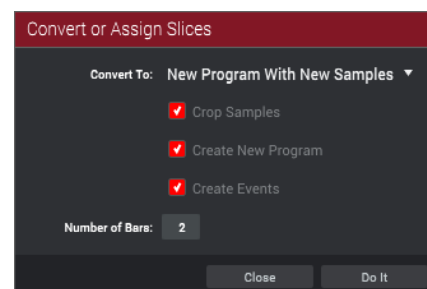 Convert or Assign Slices
Convert To: New Program With New Samples
Crop Samples
Create New Program
Create Events
Number of Bars: 2
Close Do It